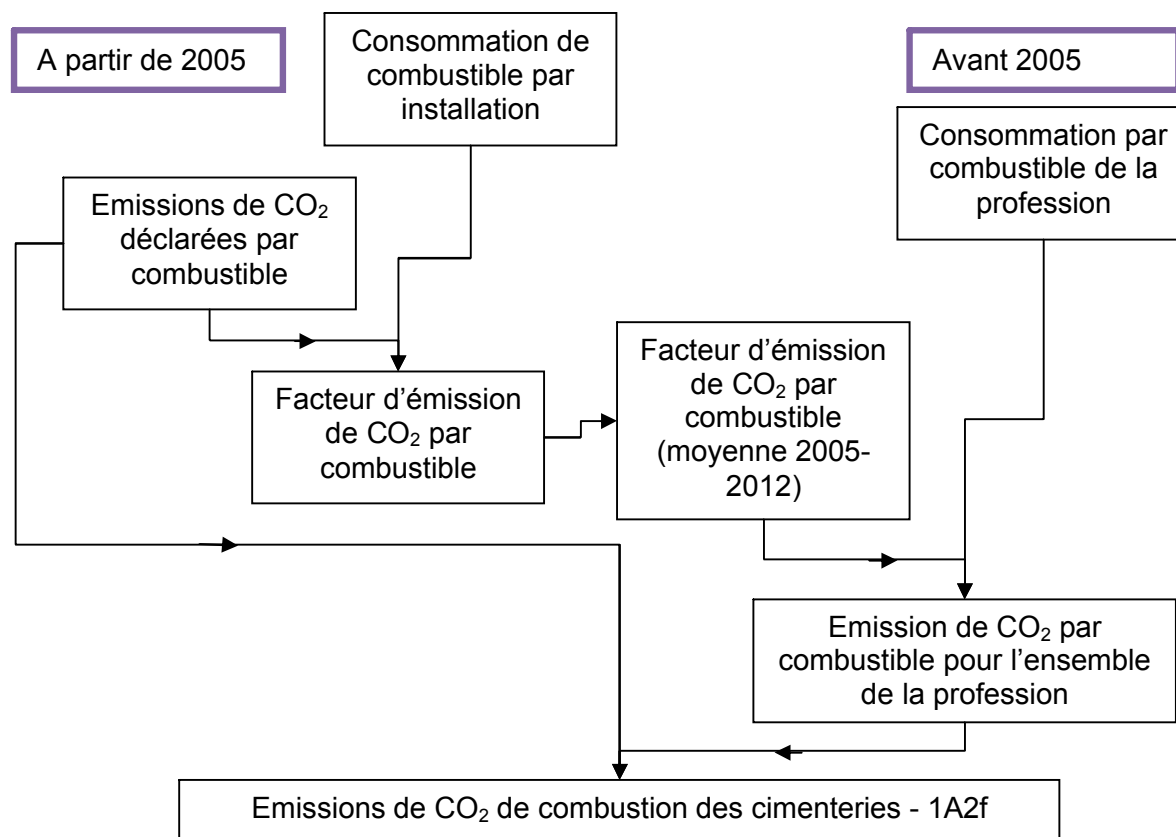 A partir de 2005
Consommation de
combustible par
installation
Avant 2005
Consommation par
combustible de la
profession
Emissions de CO₂
déclarées par
combustible
Facteur d'émission
de CO₂ par
combustible
Facteur d'émission
de CO₂ par
combustible
(moyenne 2005-
2012)
Emission de CO₂ par
combustible pour l'ensemble
de la profession
Emissions de CO₂ de combustion des cimenteries - 1A2f